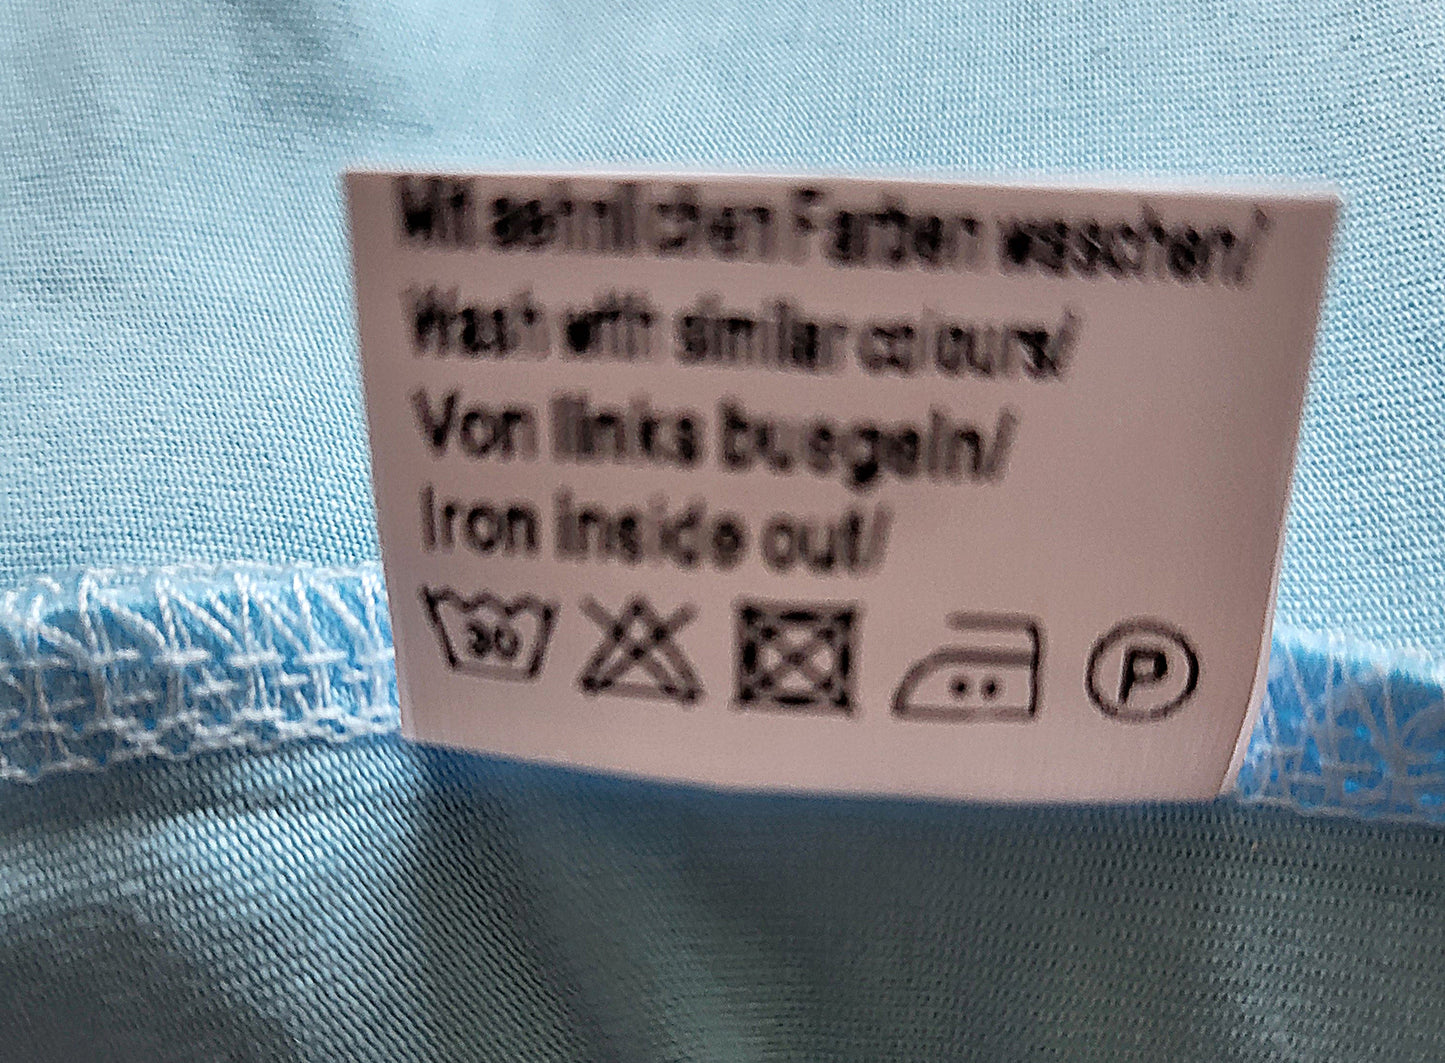 Mit aehnlichen Farben waschen/
Wash with similar colours/
Von links buegeln/
Iron inside out/
30 P